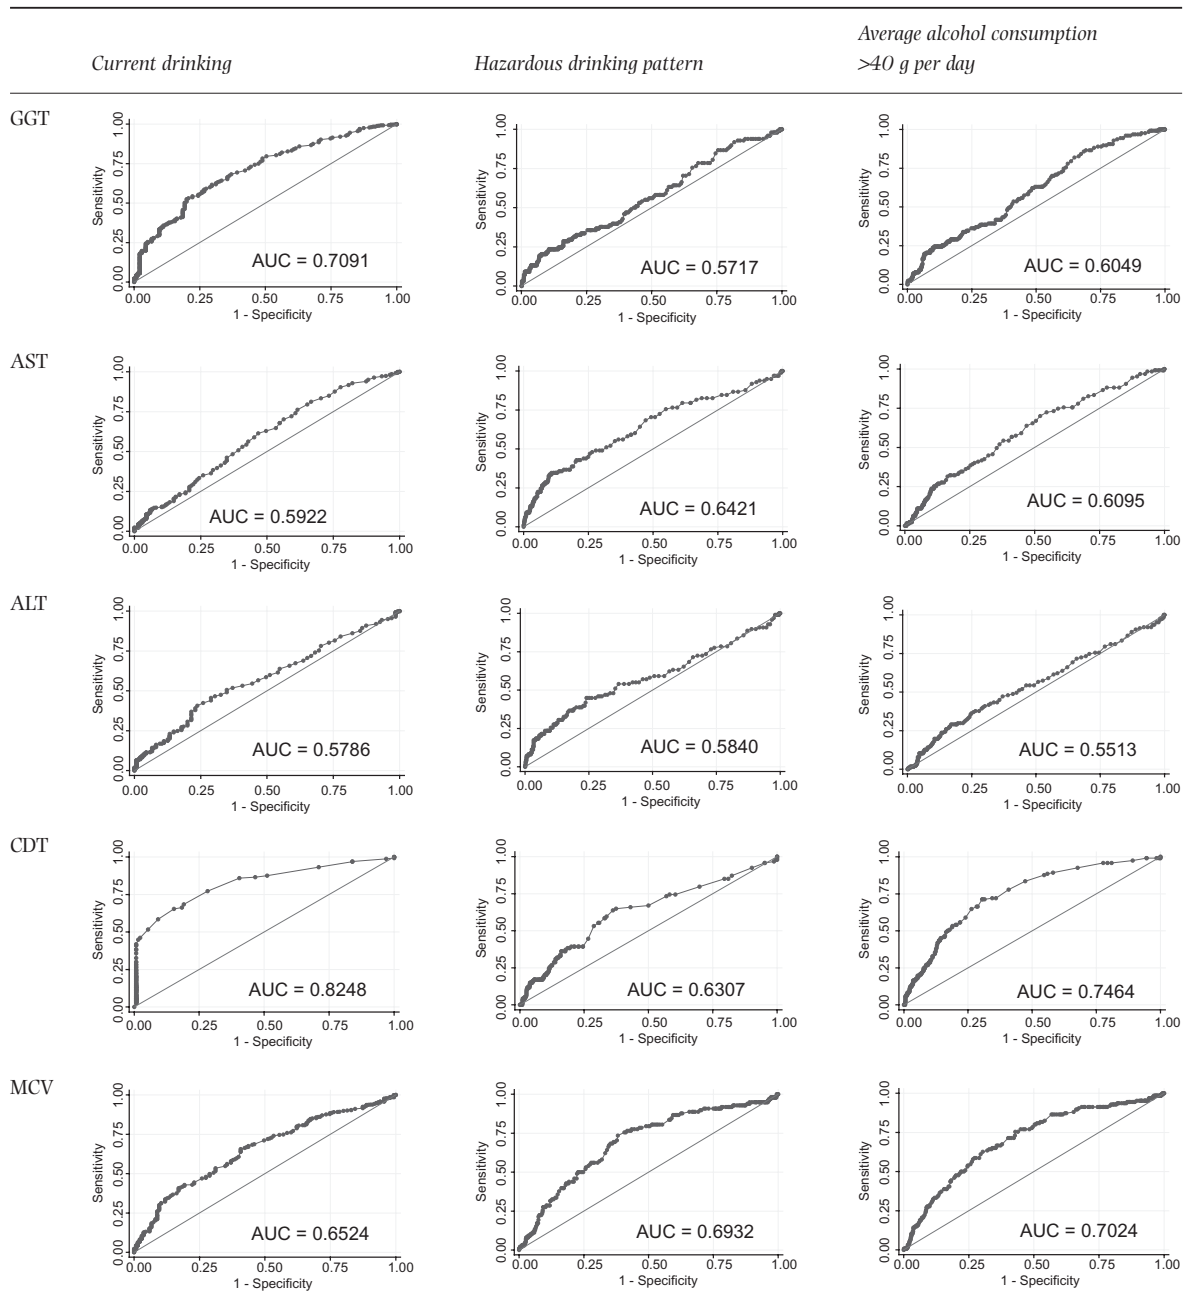 Average alcohol consumption
Current drinking Hazardous drinking pattern >40 g per day
GGT
Sensitivity
0.00 0.25 0.50 0.75 1.00
AUC = 0.7091
0.00 0.25 0.50 0.75 1.00
1 - Specificity
Sensitivity
0.00 0.25 0.50 0.75 1.00
AUC = 0.5717
0.00 0.25 0.50 0.75 1.00
1 - Specificity
Sensitivity
0.00 0.25 0.50 0.75 1.00
AUC = 0.6049
0.00 0.25 0.50 0.75 1.00
1 - Specificity
AST
Sensitivity
0.00 0.25 0.50 0.75 1.00
AUC = 0.5922
0.00 0.25 0.50 0.75 1.00
1 - Specificity
Sensitivity
0.00 0.25 0.50 0.75 1.00
AUC = 0.6421
0.00 0.25 0.50 0.75 1.00
1 - Specificity
Sensitivity
0.00 0.25 0.50 0.75 1.00
AUC = 0.6095
0.00 0.25 0.50 0.75 1.00
1 - Specificity
ALT
Sensitivity
0.00 0.25 0.50 0.75 1.00
AUC = 0.5786
0.00 0.25 0.50 0.75 1.00
1 - Specificity
Sensitivity
0.00 0.25 0.50 0.75 1.00
AUC = 0.5840
0.00 0.25 0.50 0.75 1.00
1 - Specificity
Sensitivity
0.00 0.25 0.50 0.75 1.00
AUC = 0.5513
0.00 0.25 0.50 0.75 1.00
1 - Specificity
CDT
Sensitivity
0.00 0.25 0.50 0.75 1.00
AUC = 0.8248
0.00 0.25 0.50 0.75 1.00
1 - Specificity
Sensitivity
0.00 0.25 0.50 0.75 1.00
AUC = 0.6307
0.00 0.25 0.50 0.75 1.00
1 - Specificity
Sensitivity
0.00 0.25 0.50 0.75 1.00
AUC = 0.7464
0.00 0.25 0.50 0.75 1.00
1 - Specificity
MCV
Sensitivity
0.00 0.25 0.50 0.75 1.00
AUC = 0.6524
0.00 0.25 0.50 0.75 1.00
1 - Specificity
Sensitivity
0.00 0.25 0.50 0.75 1.00
AUC = 0.6932
0.00 0.25 0.50 0.75 1.00
1 - Specificity
Sensitivity
0.00 0.25 0.50 0.75 1.00
AUC = 0.7024
0.00 0.25 0.50 0.75 1.00
1 - Specificity